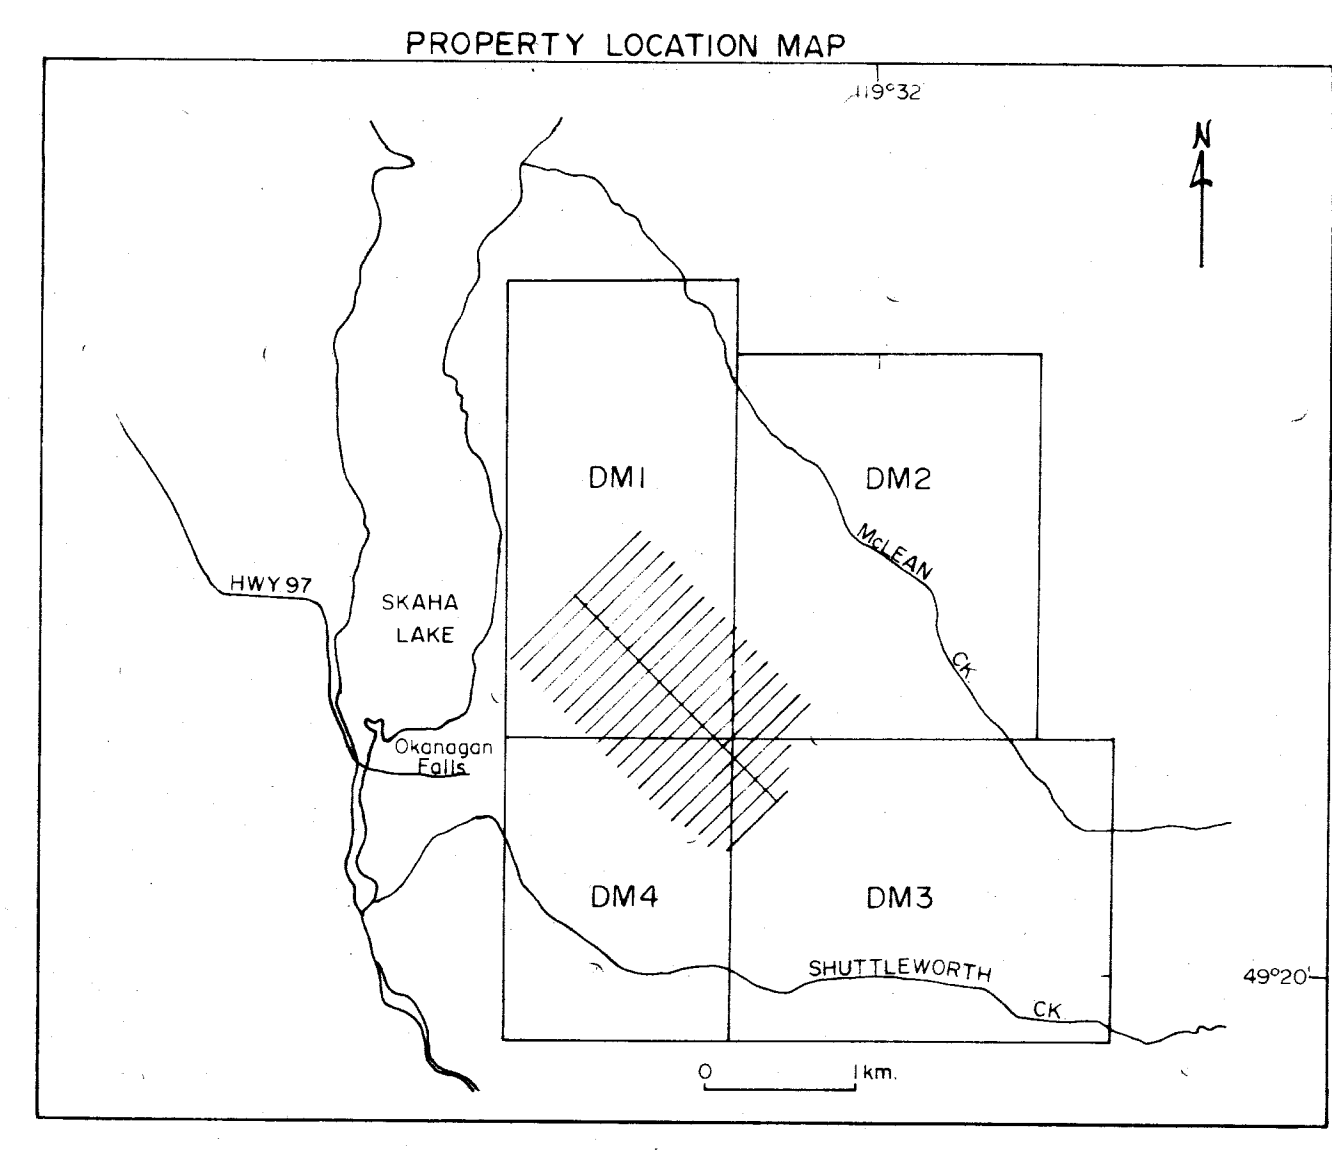 PROPERTY LOCATION MAP
119°32'
N
DM1
DM2
McLEAN
CK.
HWY 97
SKAHA
LAKE
Okanagan
Falls
DM4
DM3
SHUTTLEWORTH
CK.
49°20'
0 1 km.